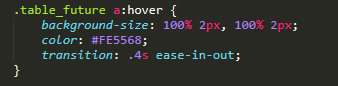 .table_future a:hover {
background-size: 100% 2px, 100% 2px;
color: #FE5568;
transition: .4s ease-in-out;
}